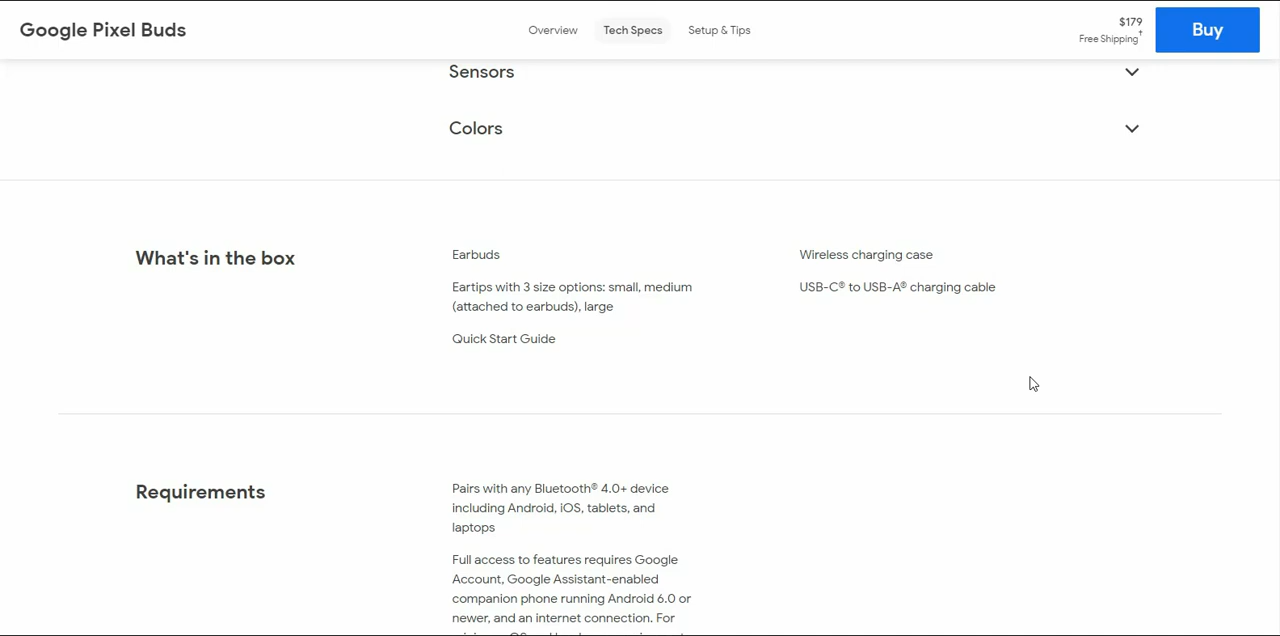 Google Pixel Buds
Overview
Tech Specs
Setup & Tips
$179
Free Shipping†
Buy
Sensors
Colors
What's in the box
Earbuds
Eartips with 3 size options: small, medium
(attached to earbuds), large
Quick Start Guide
Wireless charging case
USB-C® to USB-A® charging cable
Requirements
Pairs with any Bluetooth® 4.0+ device
including Android, iOS, tablets, and
laptops
Full access to features requires Google
Account, Google Assistant-enabled
companion phone running Android 6.0 or
newer, and an internet connection. For